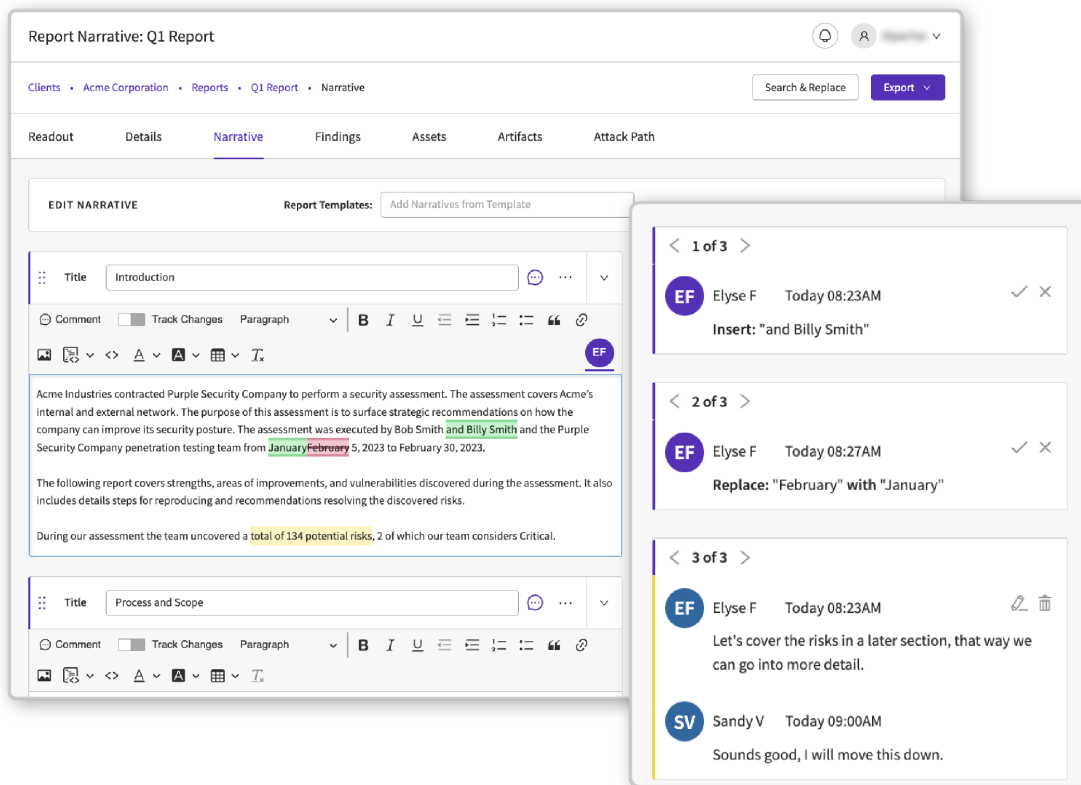 Report Narrative: Q1 Report
Clients • Acme Corporation • Reports • Q1 Report • Narrative
Search & Replace
Export
Readout Details Narrative Findings Assets Artifacts Attack Path
EDIT NARRATIVE
Report Templates: Add Narratives from Template
Title Introduction
Comment Track Changes Paragraph B I U
A A Tx
EF
Acme Industries contracted Purple Security Company to perform a security assessment. The assessment covers Acme's
internal and external network. The purpose of this assessment is to surface strategic recommendations on how the
company can improve its security posture. The assessment was executed by Bob Smith and Billy Smith and the Purple
Security Company penetration testing team from JanuaryFebruary 5, 2023 to February 30, 2023.
The following report covers strengths, areas of improvements, and vulnerabilities discovered during the assessment. It also
includes details steps for reproducing and recommendations resolving the discovered risks.
During our assessment the team uncovered a total of 134 potential risks, 2 of which our team considers Critical.
Title Process and Scope
Comment Track Changes Paragraph B I U
A A Tx
1 of 3
EF Elyse F Today 08:23AM
Insert: "and Billy Smith"
2 of 3
EF Elyse F Today 08:27AM
Replace: "February" with "January"
3 of 3
EF Elyse F Today 08:23AM
Let's cover the risks in a later section, that way we
can go into more detail.
SV Sandy V Today 09:00AM
Sounds good, I will move this down.